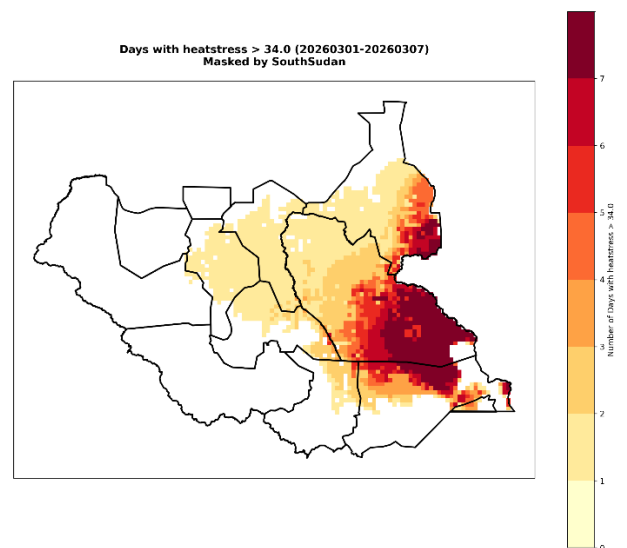 Days with heatstress > 34.0 (20260301-20260307)
Masked by SouthSudan
7
6
5
4
3
2
1
0
Number of Days with heatstress > 34.0